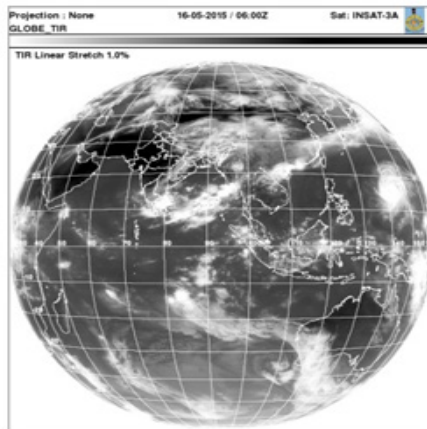 Projection : None 16-05-2015 / 06:00Z Sat: INSAT-3A
GLOBE_TIR
TIR Linear Stretch 1.0%